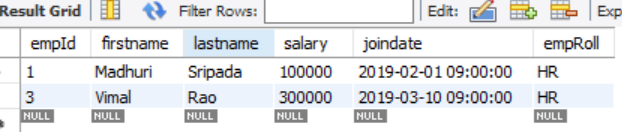 Result Grid Filter Rows: Edit: Exp
empId firstname lastname salary joindate empRoll
1 Madhuri Sripada 100000 2019-02-01 09:00:00 HR
3 Vimal Rao 300000 2019-03-10 09:00:00 HR
NULL NULL NULL NULL NULL NULL